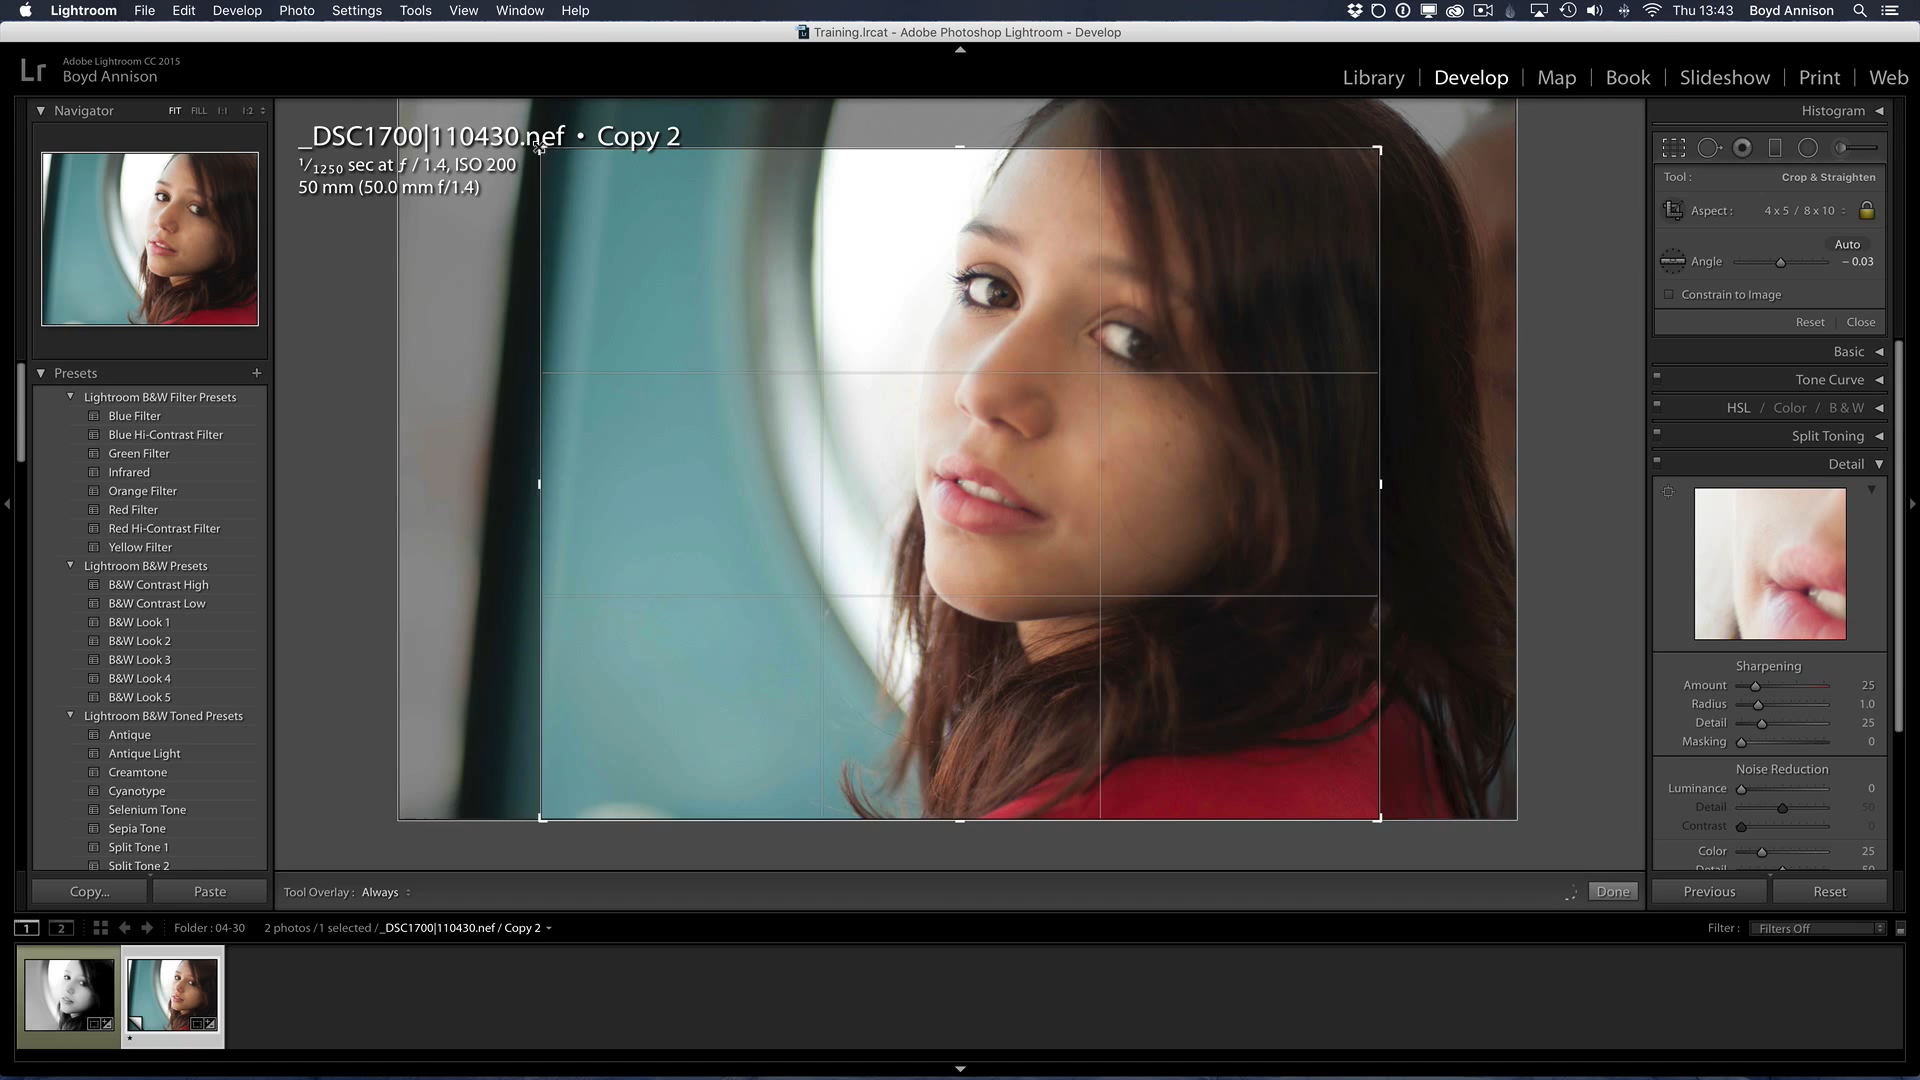 Lightroom File Edit Develop Photo Settings Tools View Window Help Thu 13:43 Boyd Annison
Training.lrcat - Adobe Photoshop Lightroom - Develop
Lr Adobe Lightroom CC 2015
Boyd Annison
Library | Develop | Map | Book | Slideshow | Print | Web
Navigator FIT FILL 1:1 1:2
Histogram
_DSC1700|110430.nef • Copy 2
1/1250 sec at ƒ / 1.4, ISO 200
50 mm (50.0 mm f/1.4)
Tool : Crop & Straighten
Aspect : 4 x 5 / 8 x 10
Auto
Angle – 0.03
Constrain to Image
Reset Close
Basic
Tone Curve
HSL / Color / B & W
Split Toning
Detail
Sharpening
Amount 25
Radius 1.0
Detail 25
Masking 0
Noise Reduction
Luminance 0
Detail 50
Contrast 0
Color 25
Detail 50
Previous Reset
Presets +
Lightroom B&W Filter Presets
Blue Filter
Blue Hi-Contrast Filter
Green Filter
Infrared
Orange Filter
Red Filter
Red Hi-Contrast Filter
Yellow Filter
Lightroom B&W Presets
B&W Contrast High
B&W Contrast Low
B&W Look 1
B&W Look 2
B&W Look 3
B&W Look 4
B&W Look 5
Lightroom B&W Toned Presets
Antique
Antique Light
Creamtone
Cyanotype
Selenium Tone
Sepia Tone
Split Tone 1
Split Tone 2
Copy... Paste
Tool Overlay : Always Done
1 2 Folder : 04-30 2 photos / 1 selected / _DSC1700|110430.nef / Copy 2 Filter : Filters Off